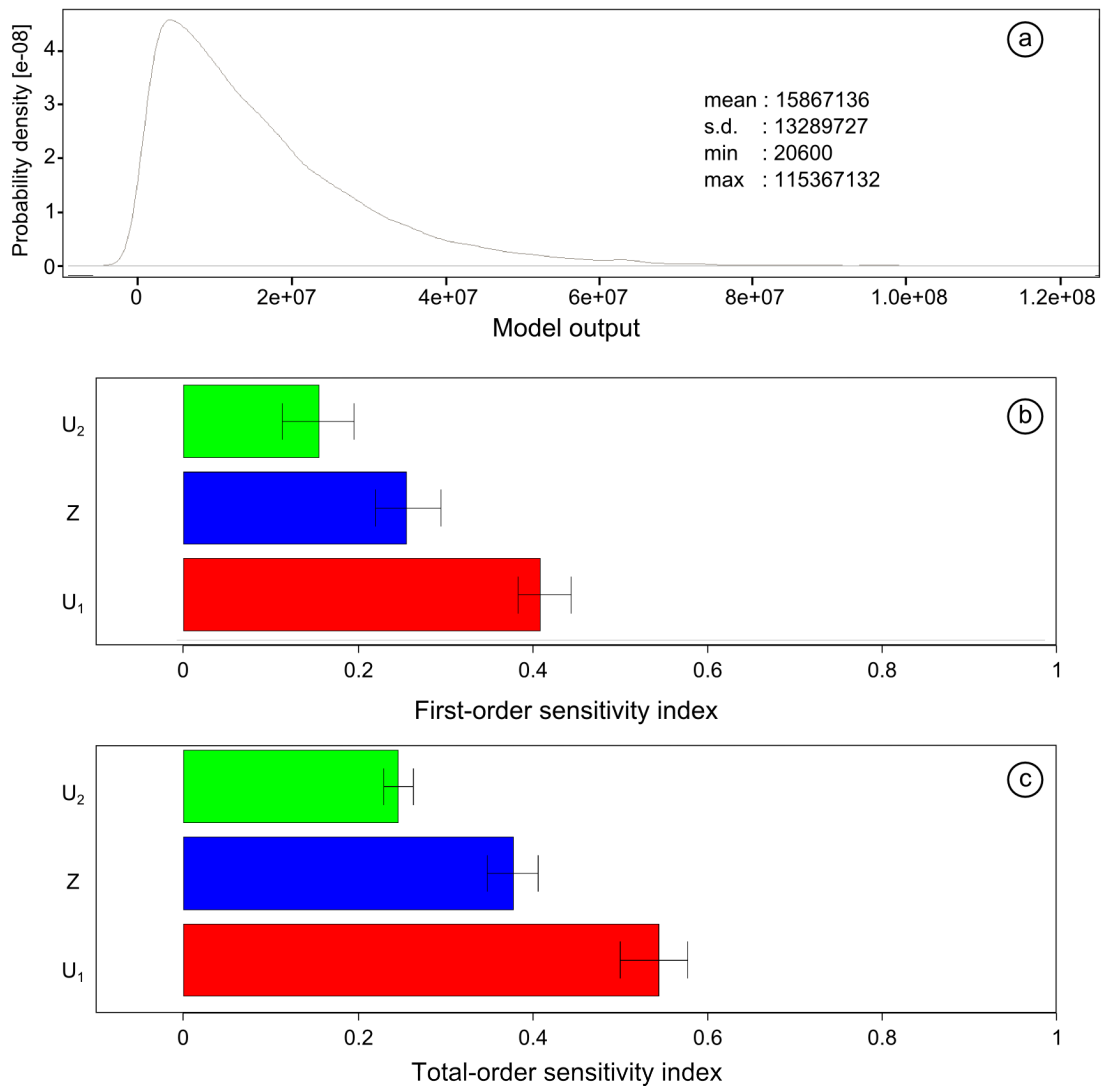 a
Probability density [e-08]
4
3
2
1
0
mean : 15867136
s.d. : 13289727
min : 20600
max : 115367132
0 2e+07 4e+07 6e+07 8e+07 1.0e+08 1.2e+08
Model output
b
U₂
Z
U₁
0 0.2 0.4 0.6 0.8 1
First-order sensitivity index
c
U₂
Z
U₁
0 0.2 0.4 0.6 0.8 1
Total-order sensitivity index